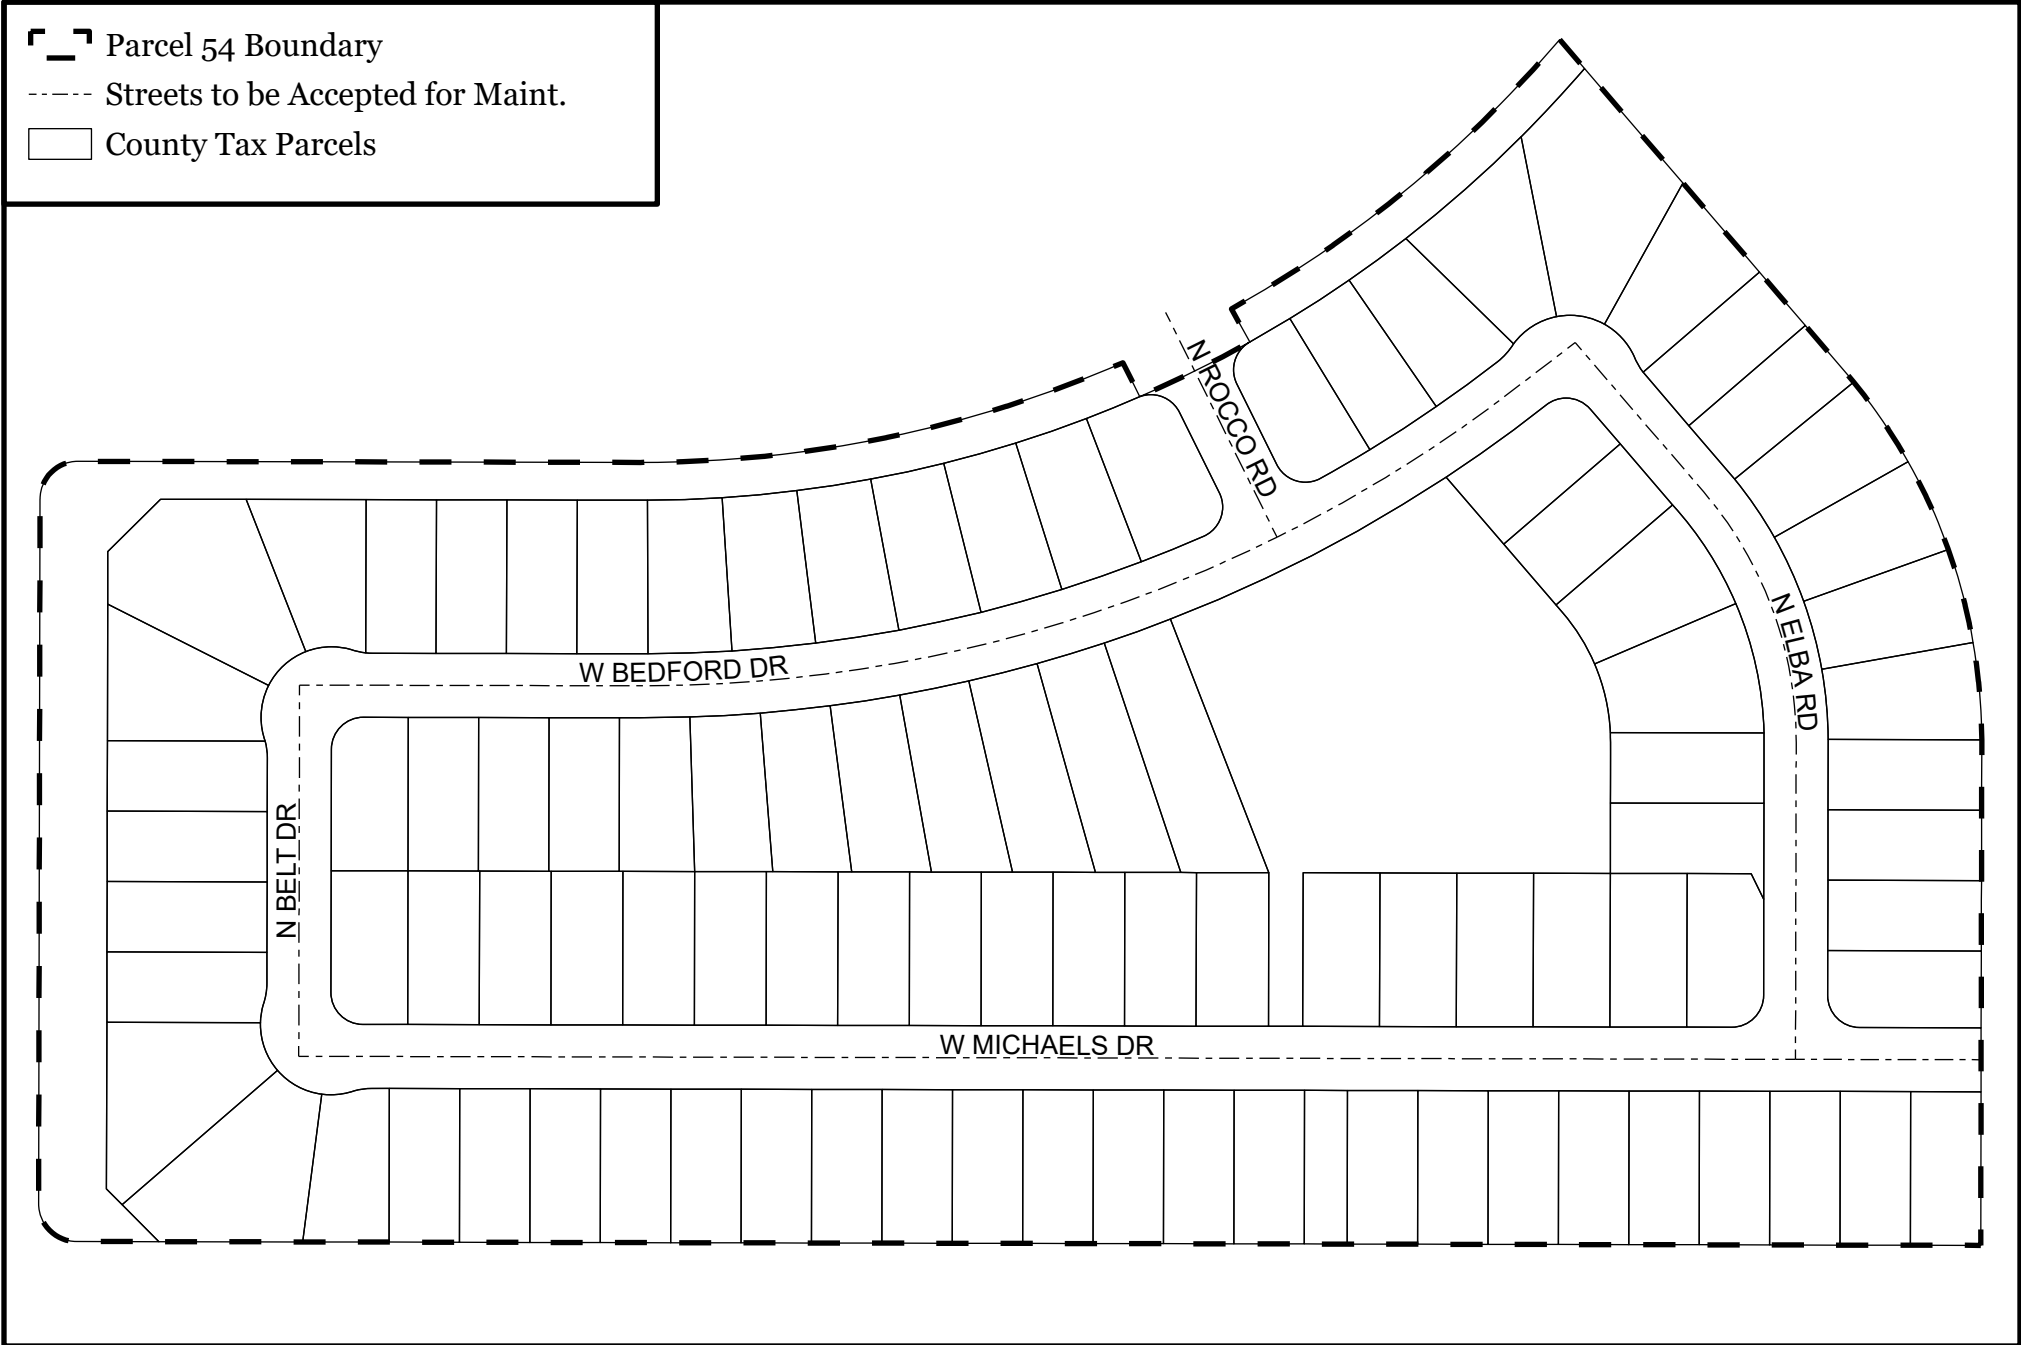 Parcel 54 Boundary
Streets to be Accepted for Maint.
County Tax Parcels
N ROCCO RD
W BEDFORD DR
N ELBA RD
N BELT DR
W MICHAELS DR